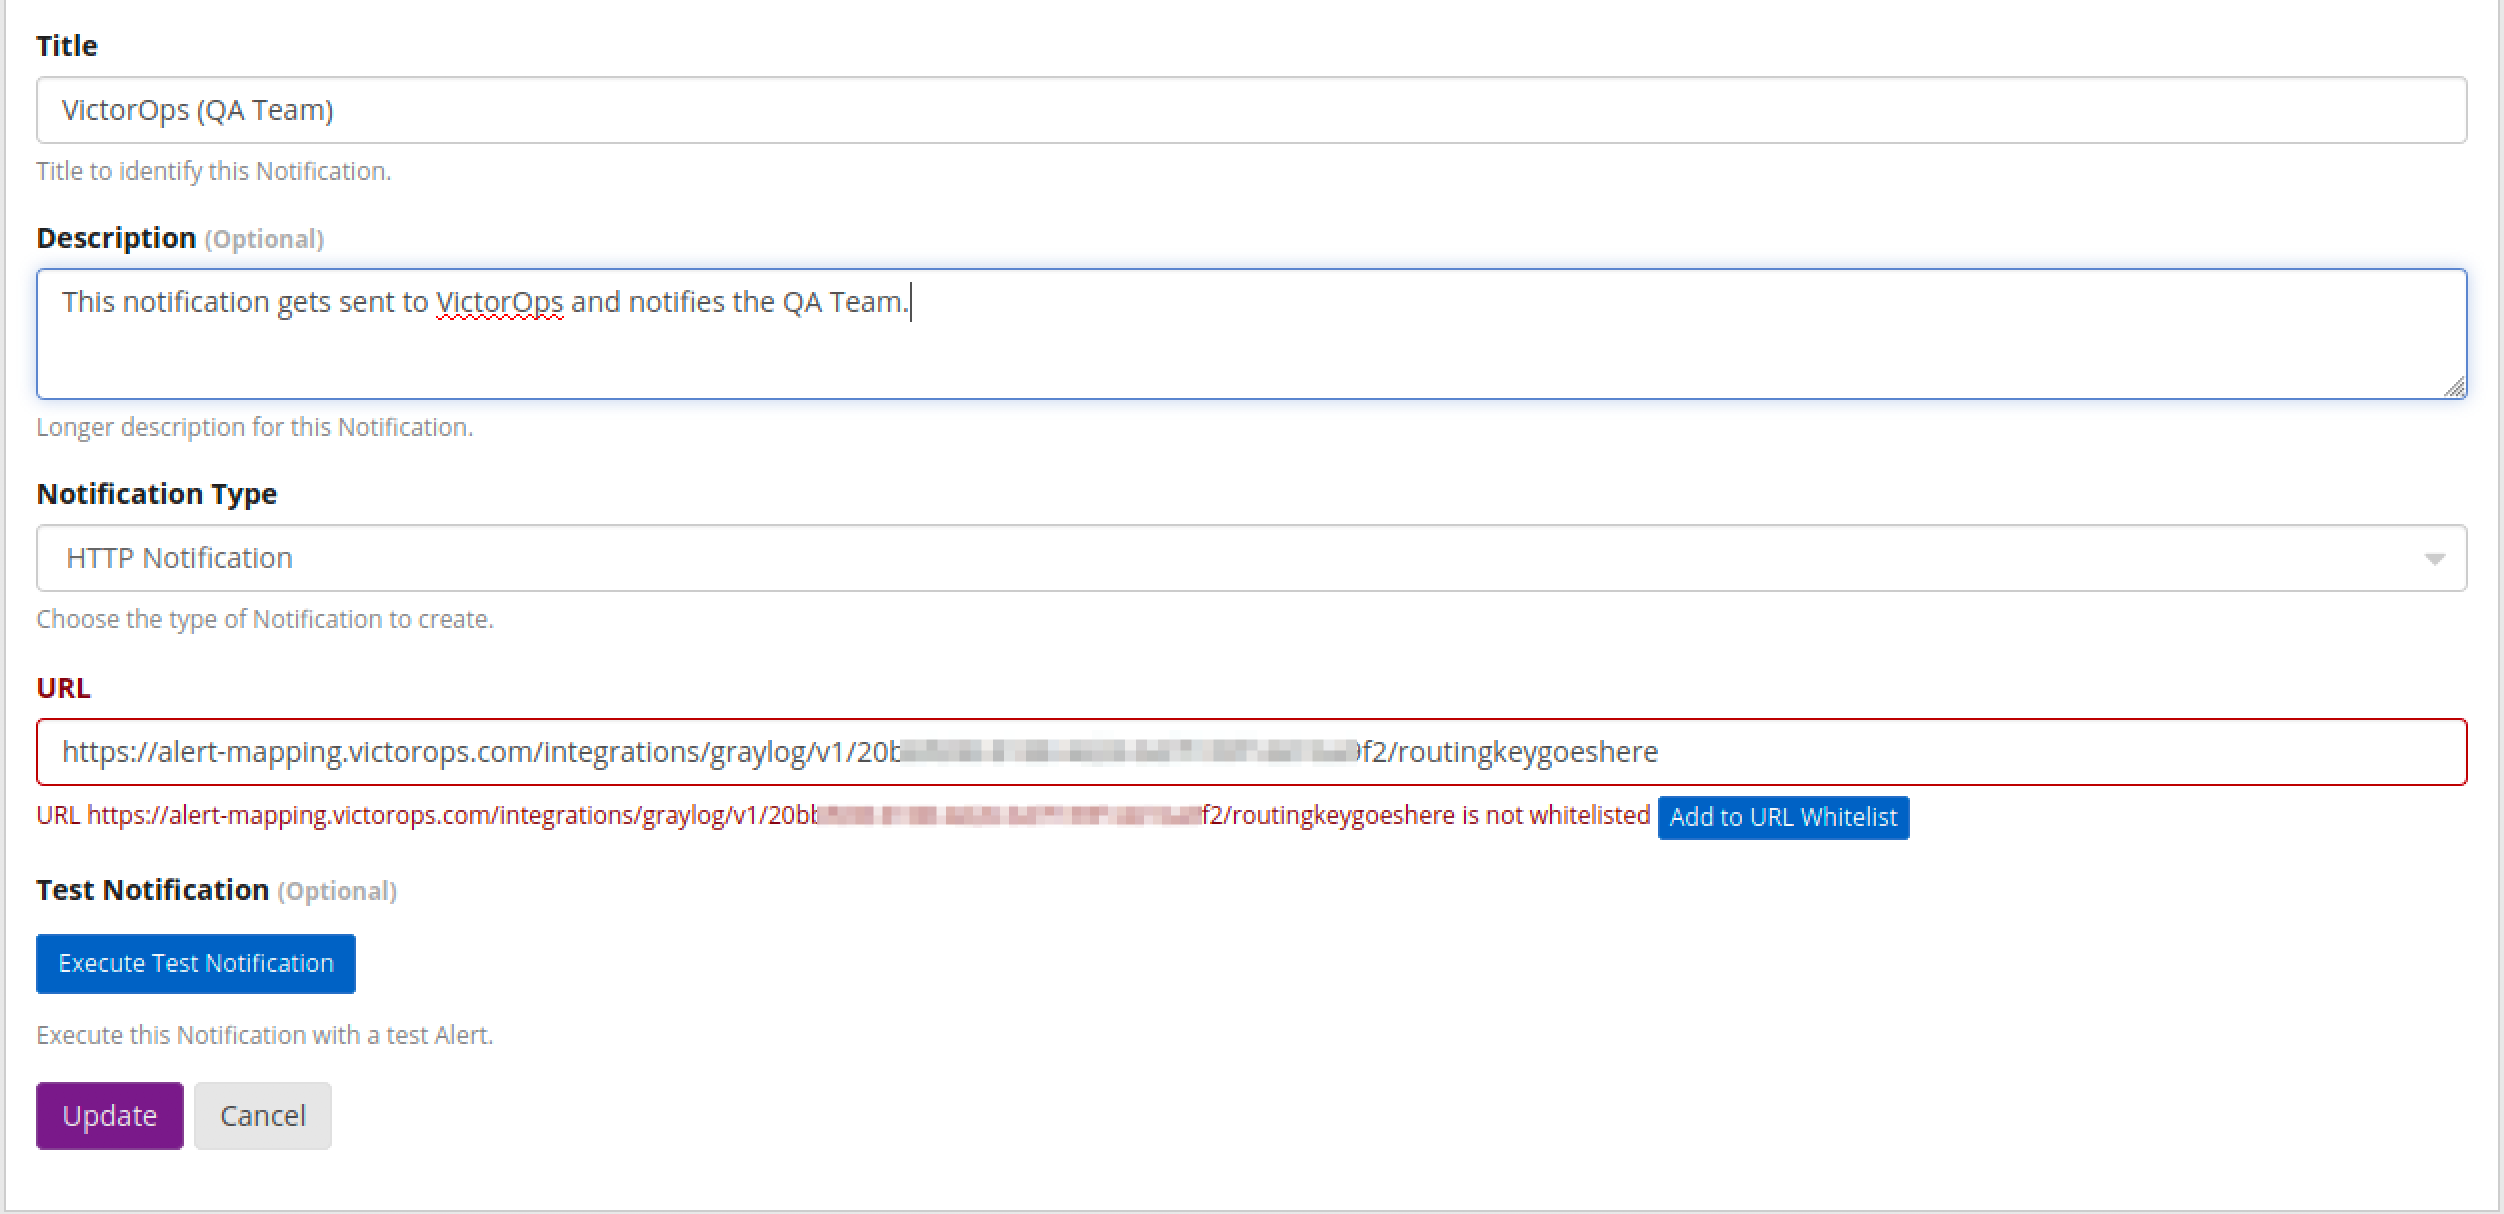 Title
VictorOps (QA Team)
Title to identify this Notification.
Description (Optional)
This notification gets sent to VictorOps and notifies the QA Team.
Longer description for this Notification.
Notification Type
HTTP Notification
Choose the type of Notification to create.
URL
https://alert-mapping.victorops.com/integrations/graylog/v1/20b f2/routingkeygoeshere
URL https://alert-mapping.victorops.com/integrations/graylog/v1/20bb f2/routingkeygoeshere is not whitelisted Add to URL Whitelist
Test Notification (Optional)
Execute Test Notification
Execute this Notification with a test Alert.
Update Cancel